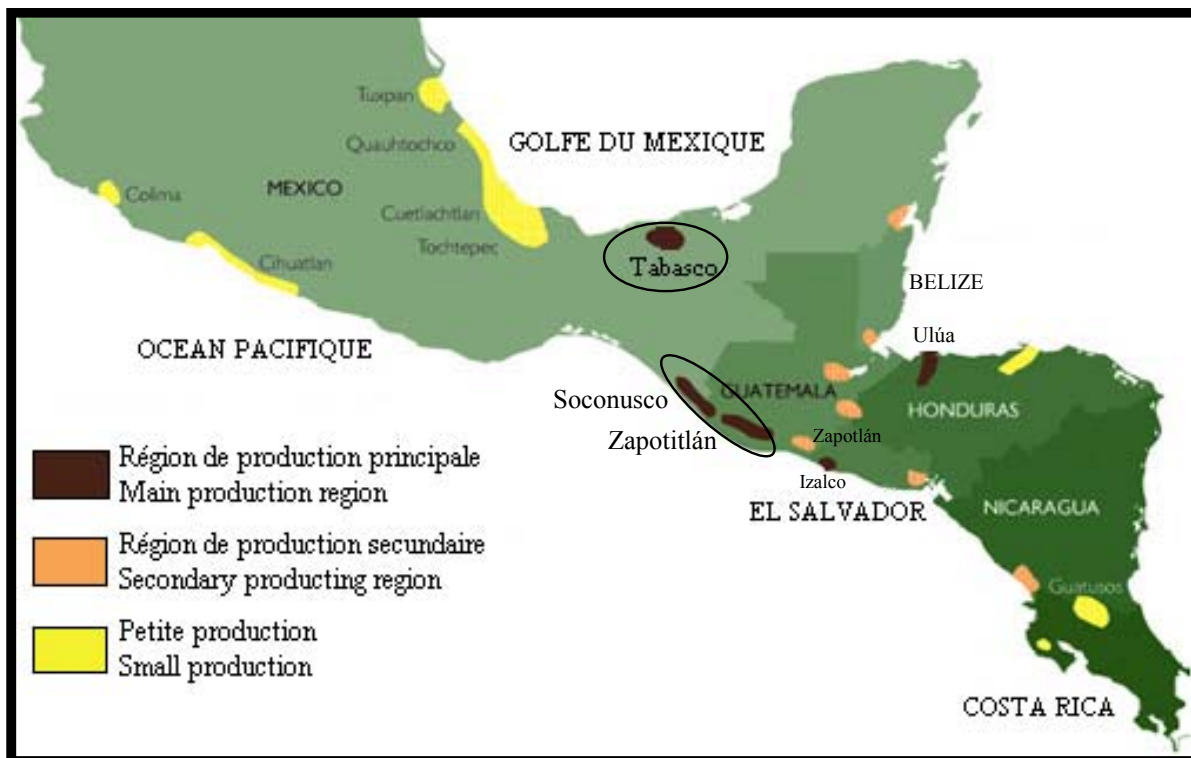 Tuxpan
GOLFE DU MEXIQUE
Quauhtochco
MEXICO
Colima
Cuetlachtlan
Tochtepec
Cihuatlan
Tabasco
BELIZE
OCEAN PACIFIQUE
Ulúa
Soconusco
GUATEMALA
HONDURAS
Zapotitlán
Zapotlán
Izalco
EL SALVADOR
NICARAGUA
Guatusos
COSTA RICA
Région de production principale
Main production region
Région de production secundaire
Secondary producting region
Petite production
Small production